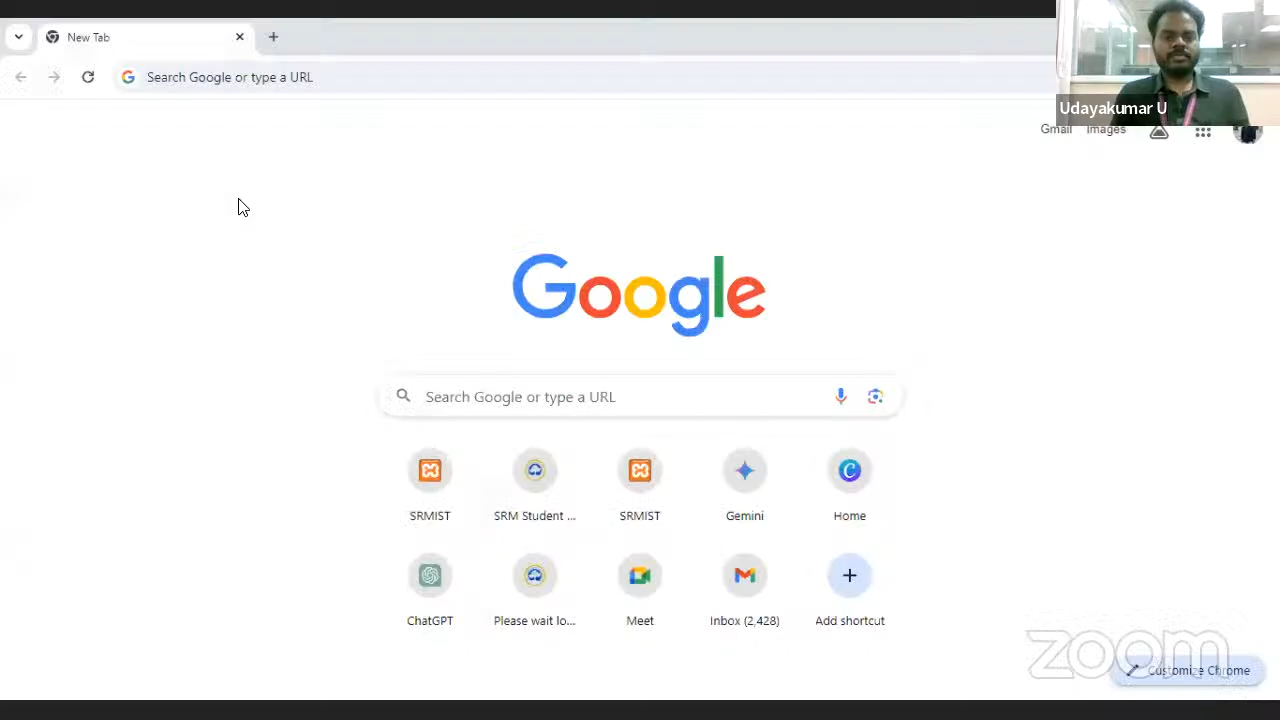 New Tab
Search Google or type a URL
Udayakumar U
Gmail Images
Google
Search Google or type a URL
SRMIST SRM Student ... SRMIST Gemini Home
ChatGPT Please wait lo... Meet Inbox (2,428) Add shortcut
zoom
Customize Chrome